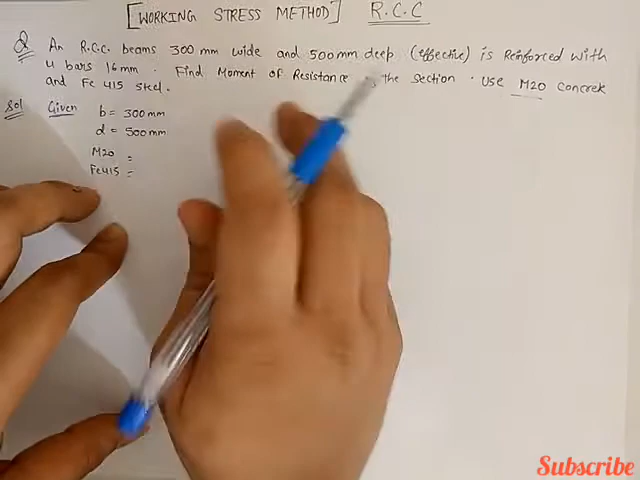 [WORKING STRESS METHOD] R.C.C
Q An R.C.C. beams 300 mm wide and 500 mm deep (effective) is Reinforced with
4 bars 16 mm. Find Moment of Resistance the section. Use M20 Concrek
and Fe 415 steel.
Sol Given b = 300 mm
d = 500 mm
M20 =
Fe415 =
Subscribe